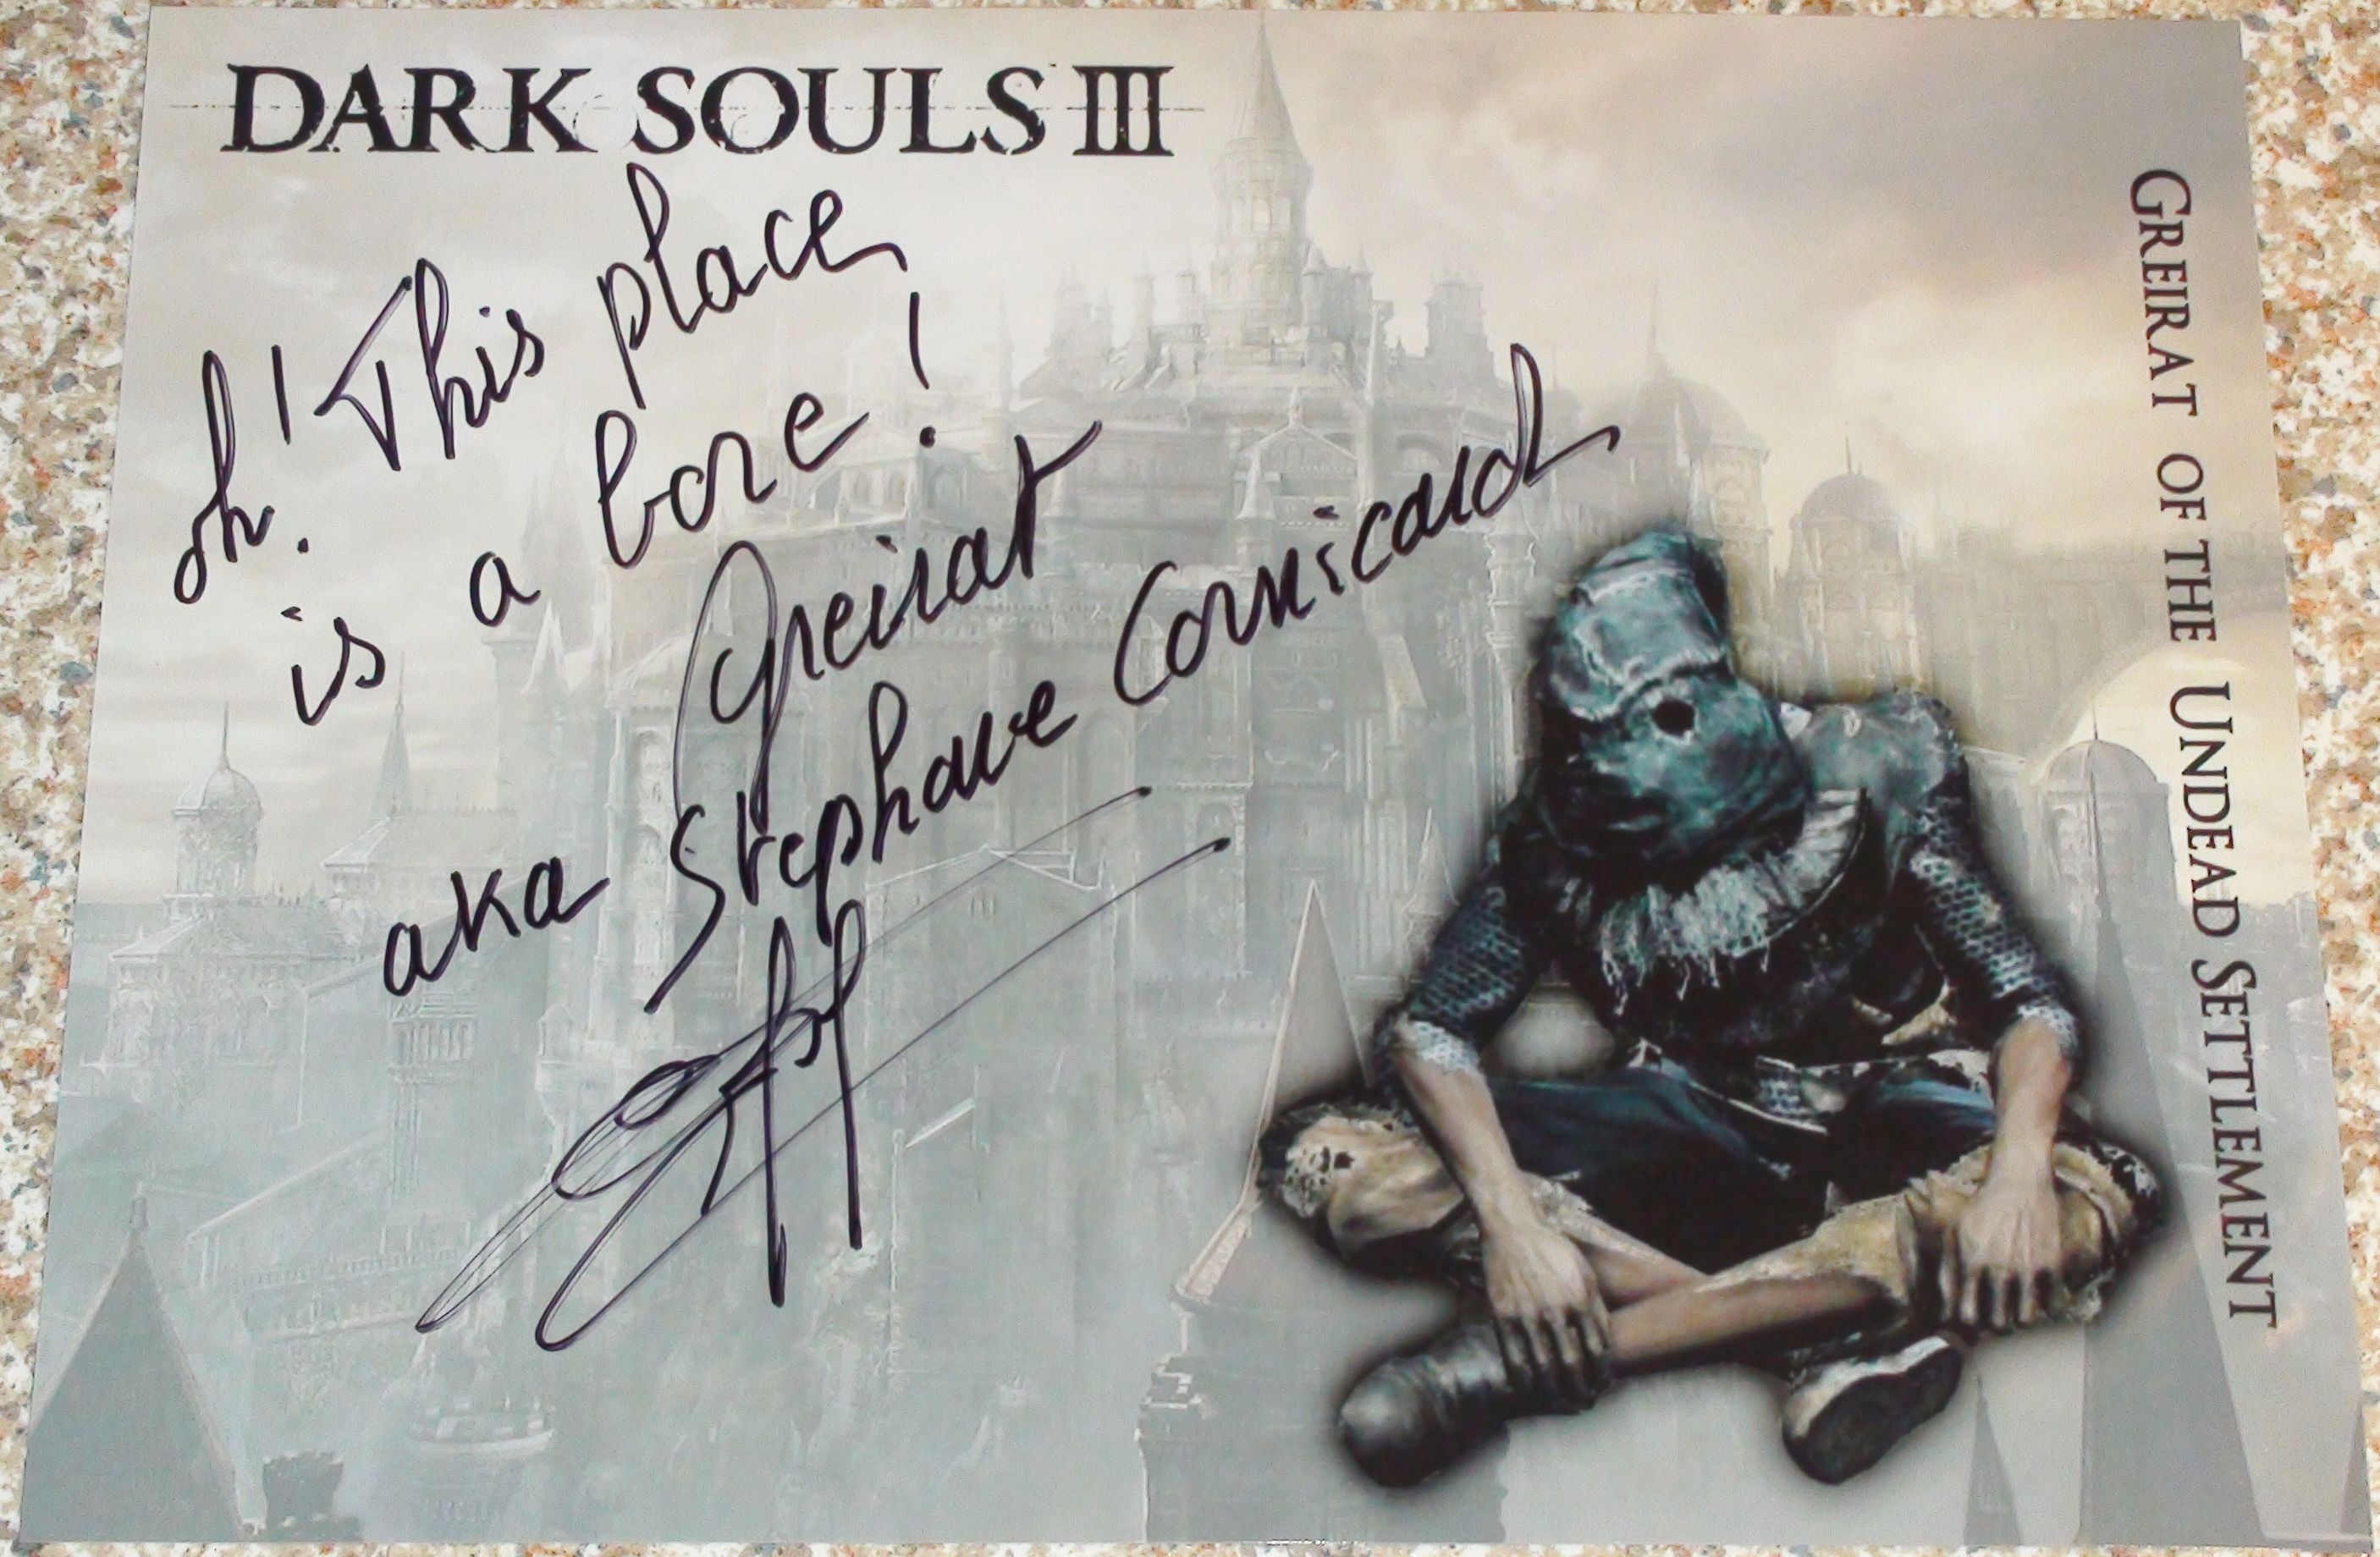 DARK SOULS III
oh! This place
is a bore!
Greirat
aka Stephane Cornicard
GREIRAT OF THE UNDEAD SETTLEMENT